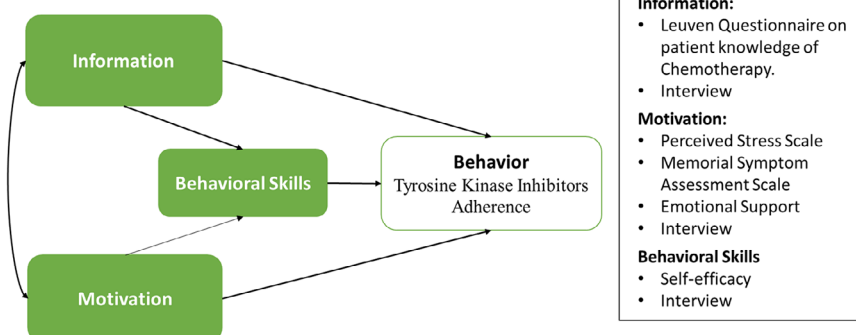 Information
Behavioral Skills
Motivation
Behavior
Tyrosine Kinase Inhibitors
Adherence
Information:
• Leuven Questionnaire on
patient knowledge of
Chemotherapy.
• Interview
Motivation:
• Perceived Stress Scale
• Memorial Symptom
Assessment Scale
• Emotional Support
• Interview
Behavioral Skills
• Self-efficacy
• Interview